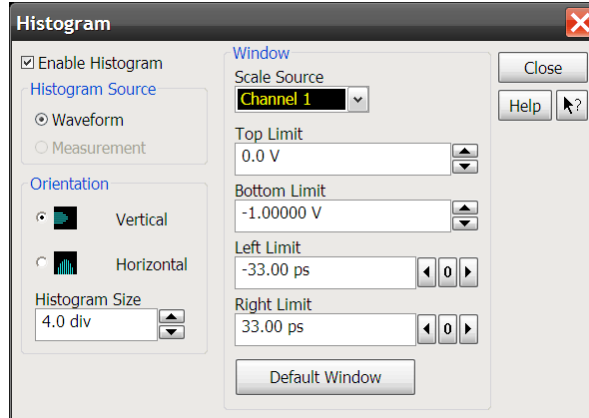 Histogram
Enable Histogram
Histogram Source
Waveform
Measurement
Orientation
Vertical
Horizontal
Histogram Size
4.0 div
Window
Scale Source
Channel 1
Top Limit
0.0 V
Bottom Limit
-1.00000 V
Left Limit
-33.00 ps
0
Right Limit
33.00 ps
0
Default Window
Close
Help
?